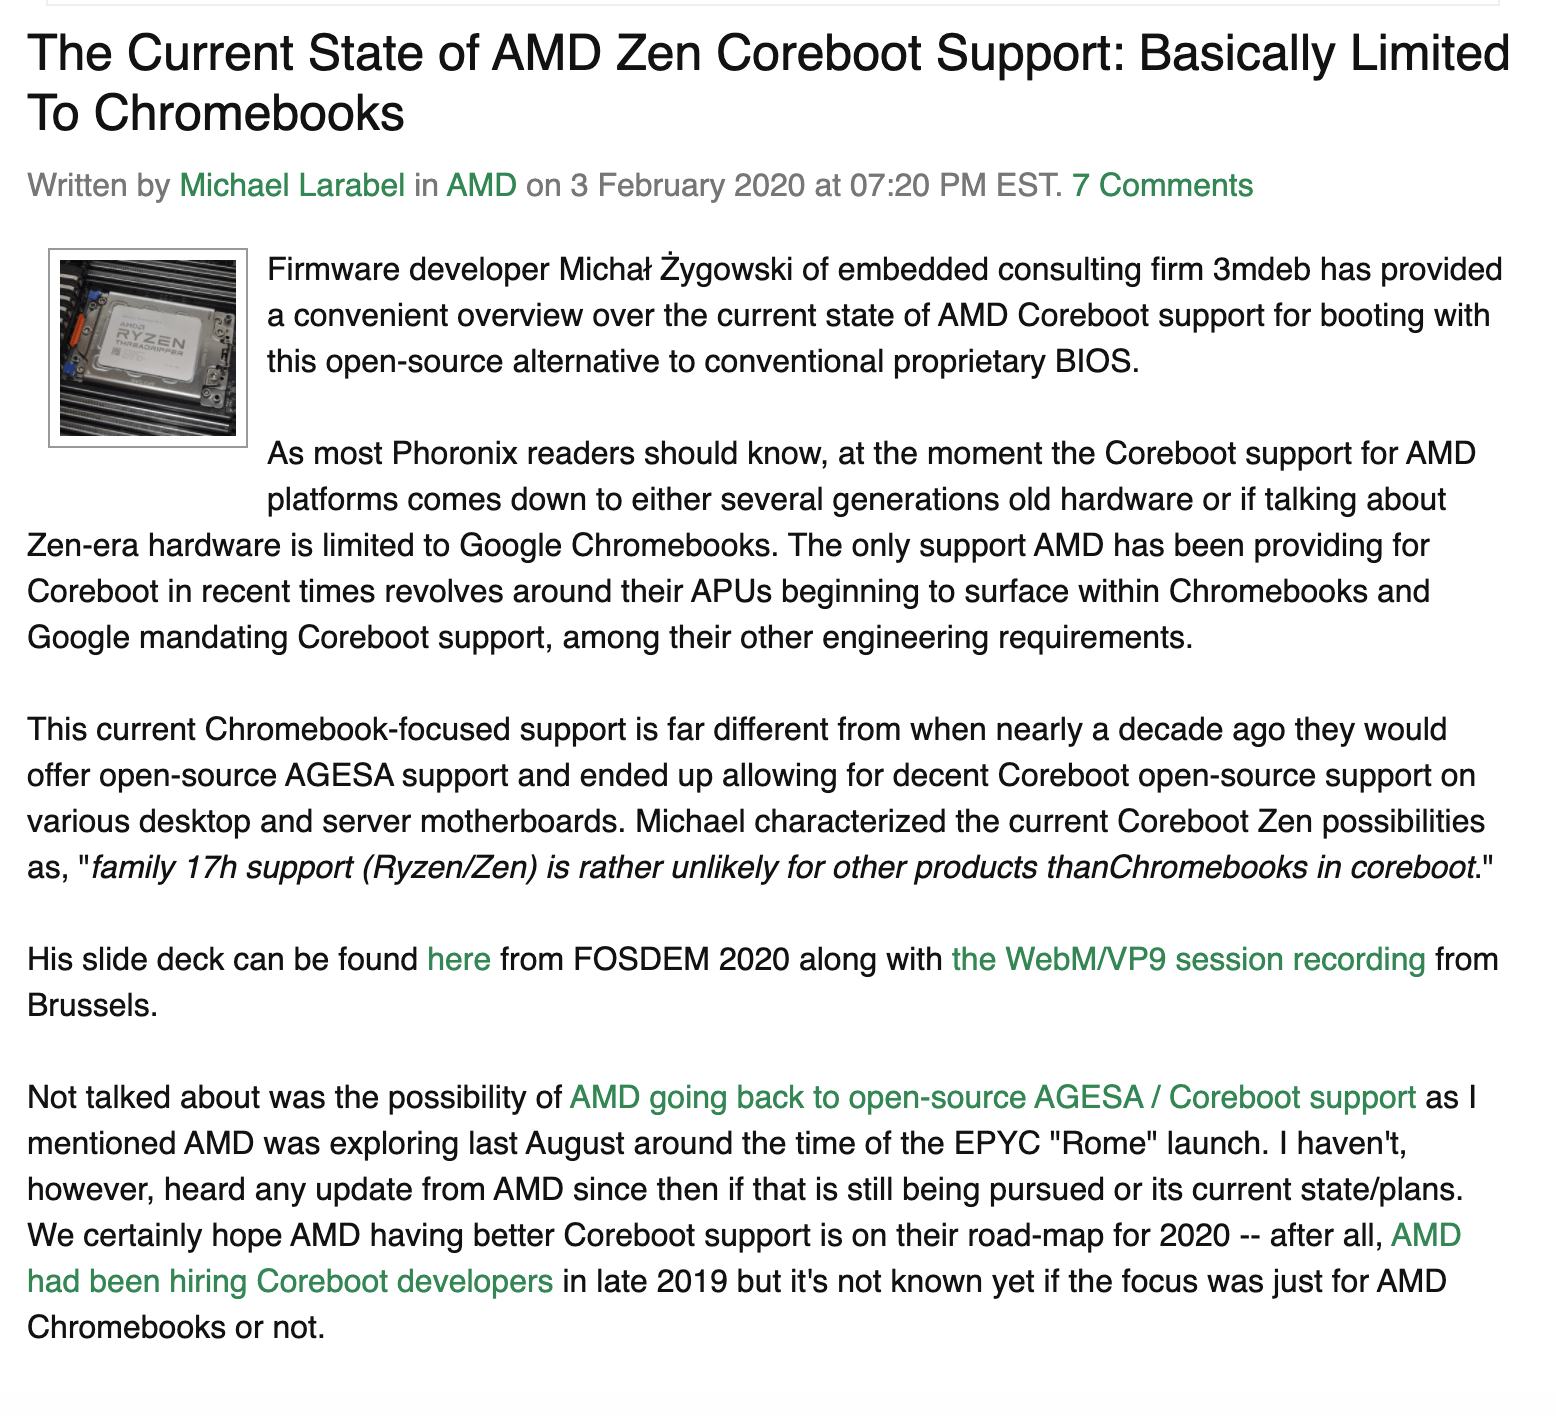 The Current State of AMD Zen Coreboot Support: Basically Limited
To Chromebooks
Written by Michael Larabel in AMD on 3 February 2020 at 07:20 PM EST. 7 Comments
AMD
RYZEN
THREADRIPPER
Firmware developer Michał Żygowski of embedded consulting firm 3mdeb has provided
a convenient overview over the current state of AMD Coreboot support for booting with
this open-source alternative to conventional proprietary BIOS.
As most Phoronix readers should know, at the moment the Coreboot support for AMD
platforms comes down to either several generations old hardware or if talking about
Zen-era hardware is limited to Google Chromebooks. The only support AMD has been providing for
Coreboot in recent times revolves around their APUs beginning to surface within Chromebooks and
Google mandating Coreboot support, among their other engineering requirements.
This current Chromebook-focused support is far different from when nearly a decade ago they would
offer open-source AGESA support and ended up allowing for decent Coreboot open-source support on
various desktop and server motherboards. Michael characterized the current Coreboot Zen possibilities
as, "family 17h support (Ryzen/Zen) is rather unlikely for other products thanChromebooks in coreboot."
His slide deck can be found here from FOSDEM 2020 along with the WebM/VP9 session recording from
Brussels.
Not talked about was the possibility of AMD going back to open-source AGESA / Coreboot support as I
mentioned AMD was exploring last August around the time of the EPYC "Rome" launch. I haven't,
however, heard any update from AMD since then if that is still being pursued or its current state/plans.
We certainly hope AMD having better Coreboot support is on their road-map for 2020 -- after all, AMD
had been hiring Coreboot developers in late 2019 but it's not known yet if the focus was just for AMD
Chromebooks or not.